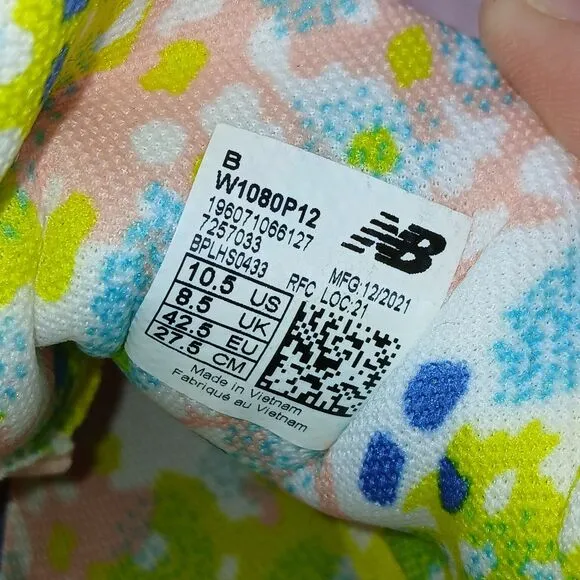 B
W1080P12
196071066127
7257033
BPLHS0433
RFC
MFG:12/2021
LOC:21
NB
10.5 US
8.5 UK
42.5 EU
27.5 CM
Made in Vietnam
Fabriqué au Vietnam